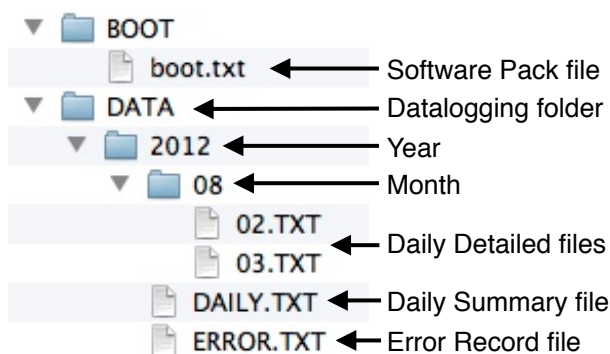 BOOT
boot.txt Software Pack file
DATA Datalogging folder
2012 Year
08 Month
02.TXT
Daily Detailed files
03.TXT
DAILY.TXT Daily Summary file
ERROR.TXT Error Record file